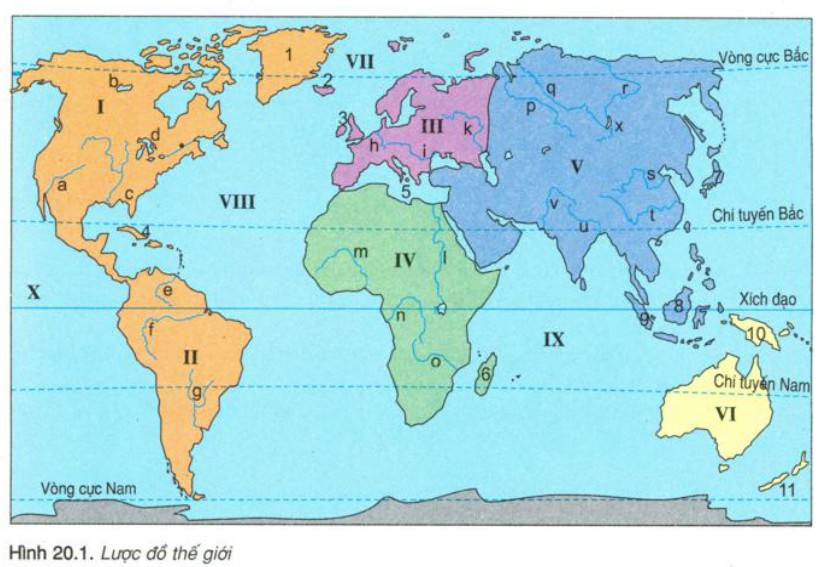 1
VII
Vòng cực Bắc
2
b
I
3
III
q
r
p
d
h
k
x
i
V
a
c
5
s
7
VIII
v
t
Chí tuyến Bắc
4
u
m
IV
l
X
e
8
Xích đạo
9
n
f
10
IX
II
o
6
g
Chí tuyến Nam
VI
Vòng cực Nam
11
Hình 20.1. Lược đồ thế giới